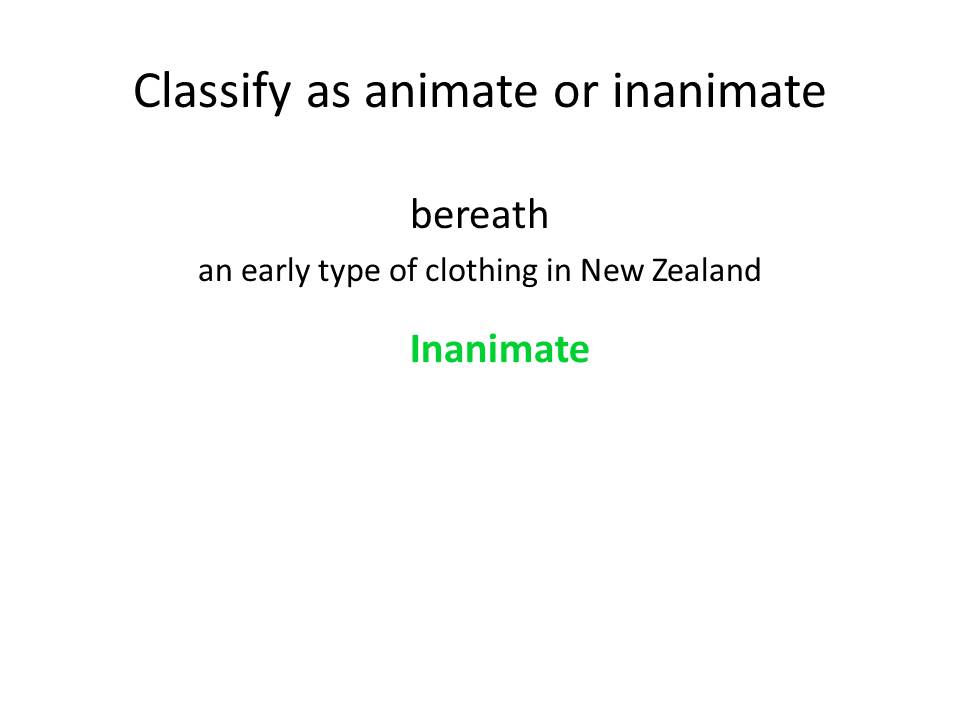 Classify as animate or inanimate
bereath
an early type of clothing in New Zealand
Inanimate